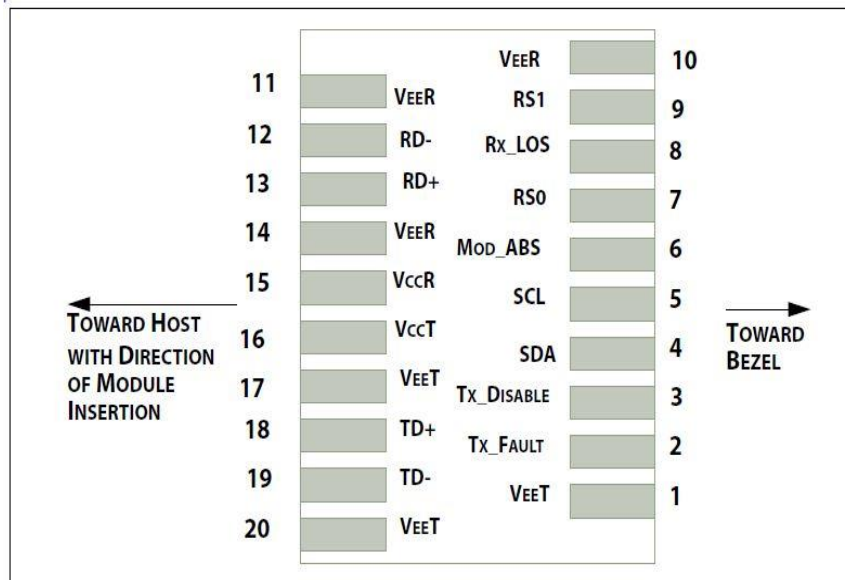 VEER 10
11 VEER
RS1 9
12 RD-
Rx_LOS 8
13 RD+
RS0 7
14 VEER
MOD_ABS 6
15 VCCR
SCL 5
16 VCCT
SDA 4
17 VEET
TX_DISABLE 3
18 TD+
TX_FAULT 2
19 TD-
VEET 1
20 VEET
TOWARD HOST
WITH DIRECTION
OF MODULE
INSERTION
TOWARD
BEZEL